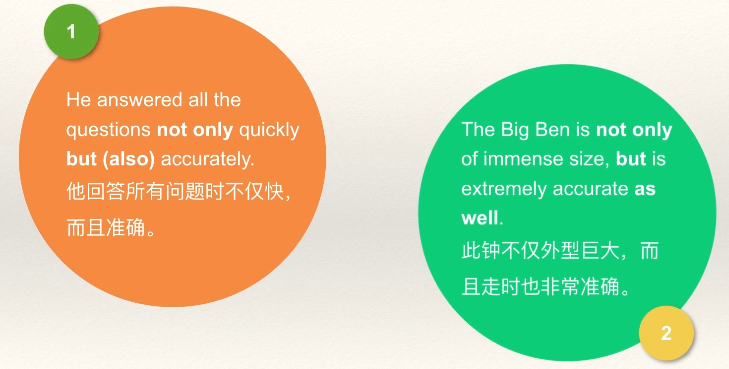 1
He answered all the
questions not only quickly
but (also) accurately.
他回答所有问题时不仅快，
而且准确。
The Big Ben is not only
of immense size, but is
extremely accurate as
well.
此钟不仅外型巨大，而
且走时也非常准确。
2